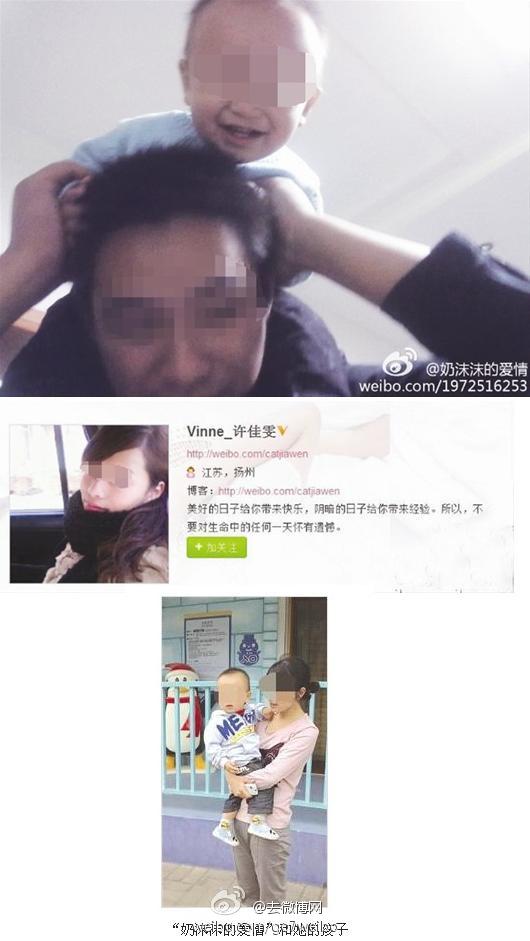 @奶沫沫的爱情
weibo.com/1972516253
Vinne_许佳雯
http://weibo.com/catjiawen
江苏，扬州
博客：http://weibo.com/catjiawen
美好的日子给你带来快乐，阴暗的日子给你带来经验。所以，不
要对生命中的任何一天怀有遗憾。
+ 加关注
ME
@去微博网
“奶沫沫的爱情”和她的孩子